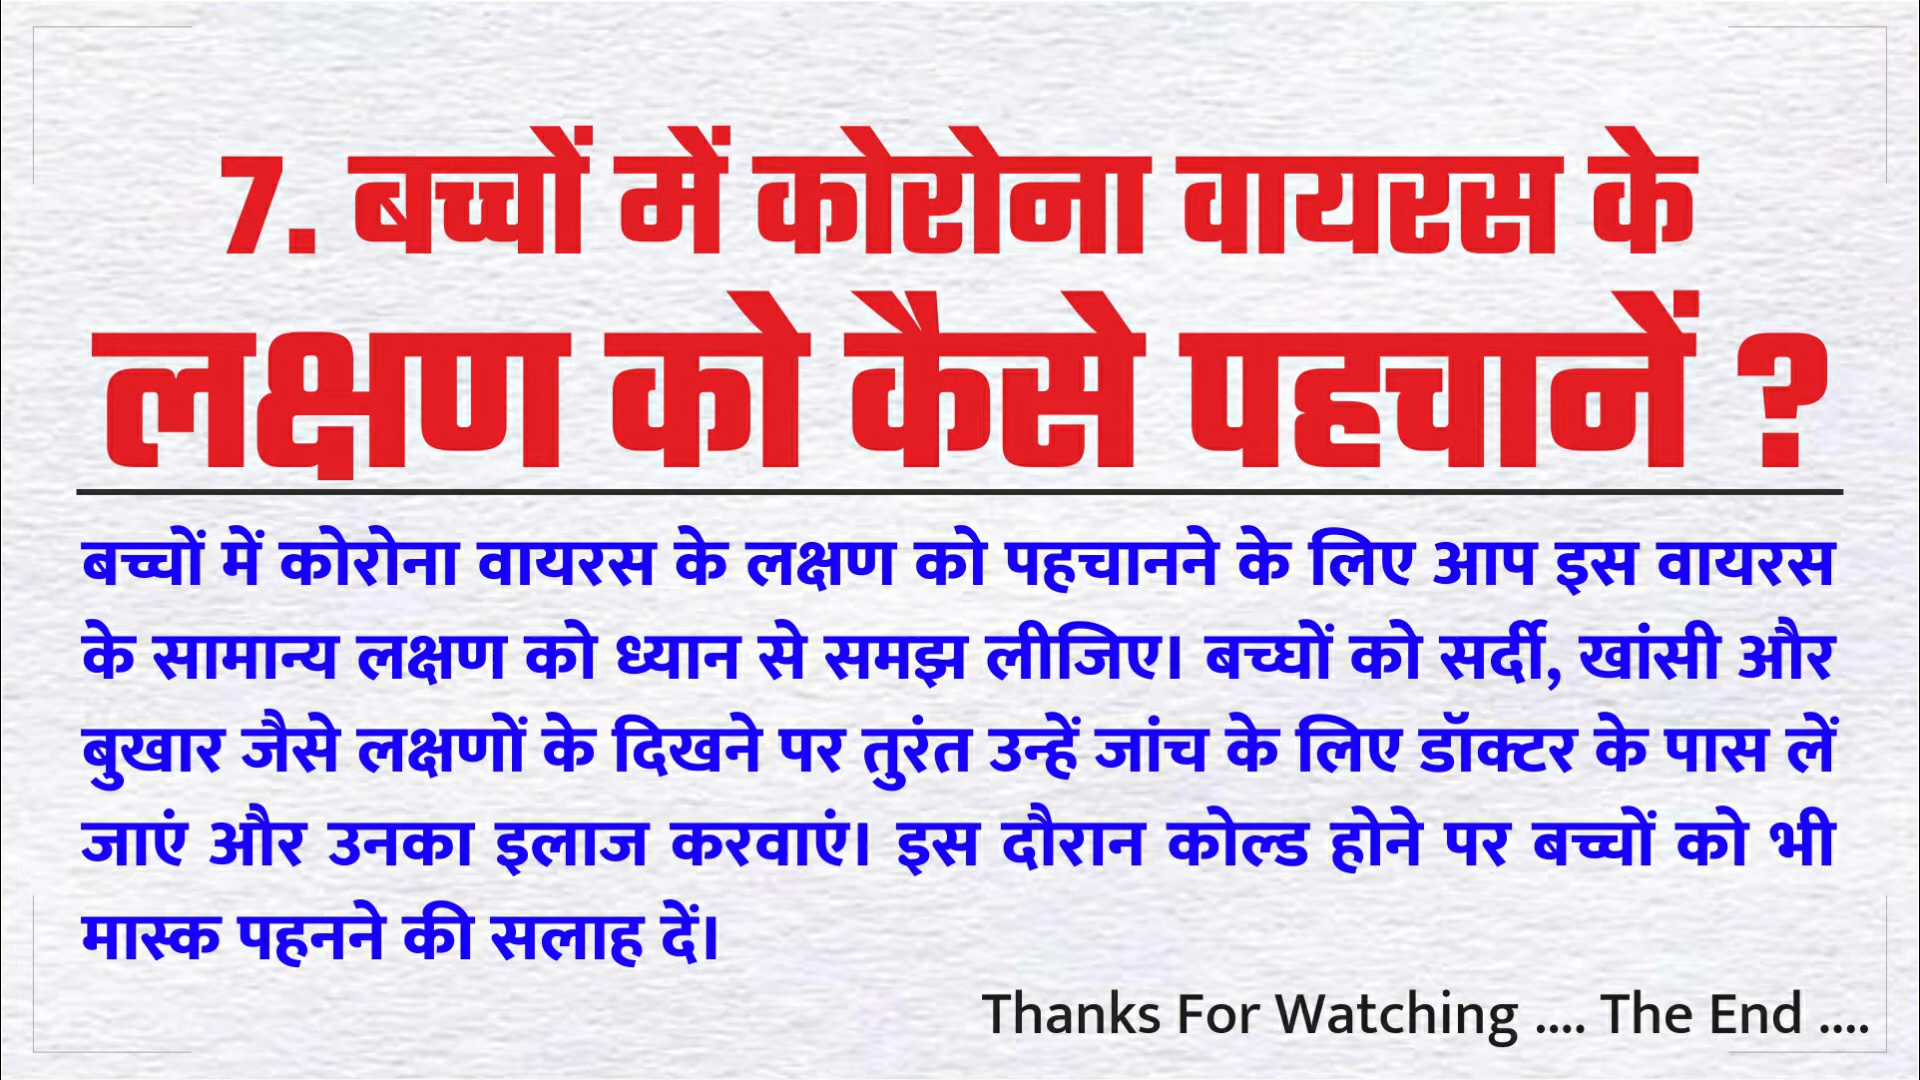 7. बच्चों में कोरोना वायरस के
लक्षण को कैसे पहचानें ?
बच्चों में कोरोना वायरस के लक्षण को पहचानने के लिए आप इस वायरस
के सामान्य लक्षण को ध्यान से समझ लीजिए। बच्घों को सर्दी, खांसी और
बुखार जैसे लक्षणों के दिखने पर तुरंत उन्हें जांच के लिए डॉक्टर के पास लें
जाएं और उनका इलाज करवाएं। इस दौरान कोल्ड होने पर बच्चों को भी
मास्क पहनने की सलाह दें।
Thanks For Watching .... The End ....